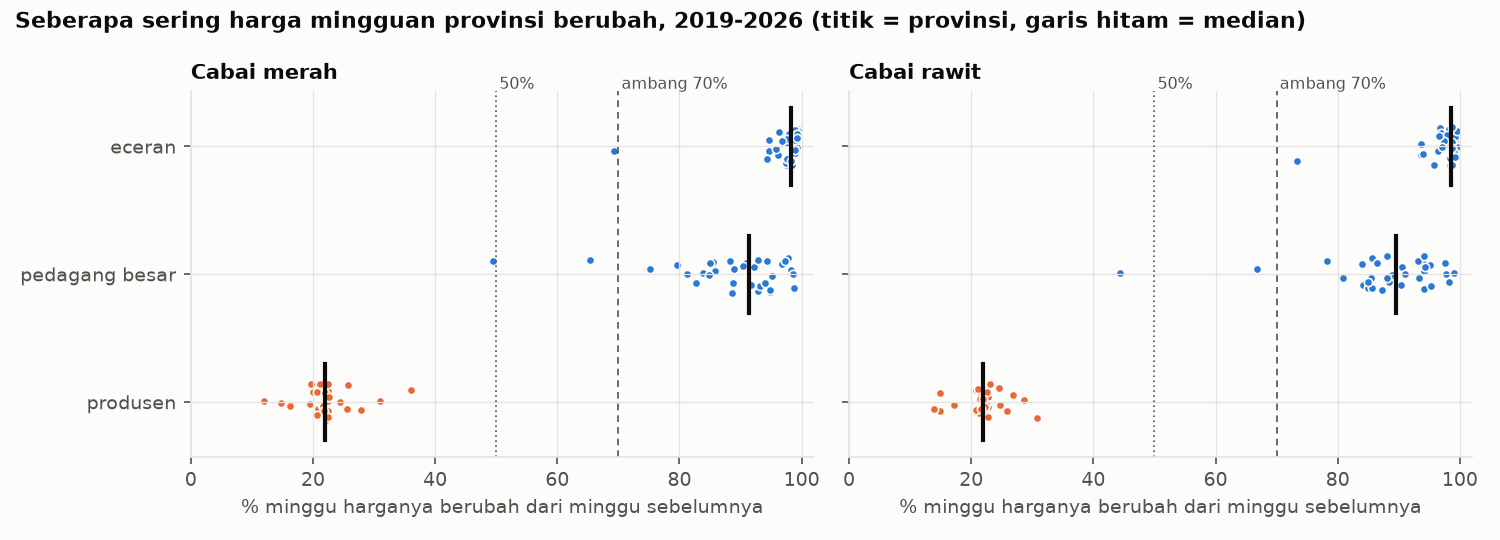 Seberapa sering harga mingguan provinsi berubah, 2019-2026 (titik = provinsi, garis hitam = median)
Cabai merah
50%
ambang 70%
eceran
pedagang besar
produsen
0 20 40 60 80 100
% minggu harganya berubah dari minggu sebelumnya
Cabai rawit
50%
ambang 70%
0 20 40 60 80 100
% minggu harganya berubah dari minggu sebelumnya